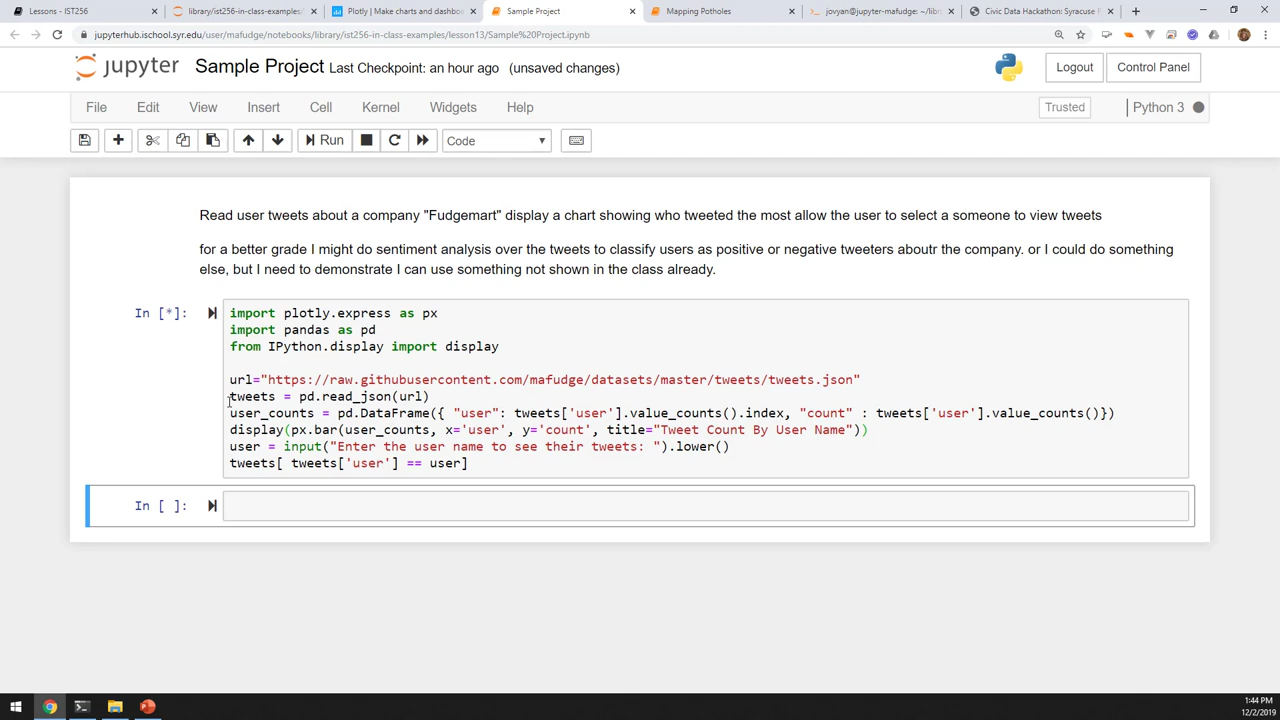 Lessons - IST256
library/ist256-in-class-examples/
Plotly | Make charts and dashbo
Sample Project
Mapping Potholes
jovyan@jupyter-mafudge: ~/libra
Civic Data Hackathon: Syracuse R
jupyterhub.ischool.syr.edu/user/mafudge/notebooks/library/ist256-in-class-examples/lesson13/Sample%20Project.ipynb
jupyter Sample Project Last Checkpoint: an hour ago (unsaved changes)
Logout
Control Panel
File Edit View Insert Cell Kernel Widgets Help
Trusted
Python 3
Run
Code
Read user tweets about a company "Fudgemart" display a chart showing who tweeted the most allow the user to select a someone to view tweets
for a better grade I might do sentiment analysis over the tweets to classify users as positive or negative tweeters aboutr the company. or I could do something
else, but I need to demonstrate I can use something not shown in the class already.
In [*]:
import plotly.express as px
import pandas as pd
from IPython.display import display
url="https://raw.githubusercontent.com/mafudge/datasets/master/tweets/tweets.json"
tweets = pd.read_json(url)
user_counts = pd.DataFrame({ "user": tweets['user'].value_counts().index, "count" : tweets['user'].value_counts()})
display(px.bar(user_counts, x='user', y='count', title="Tweet Count By User Name"))
user = input("Enter the user name to see their tweets: ").lower()
tweets[ tweets['user'] == user]
In [ ]:
1:44 PM
12/2/2019